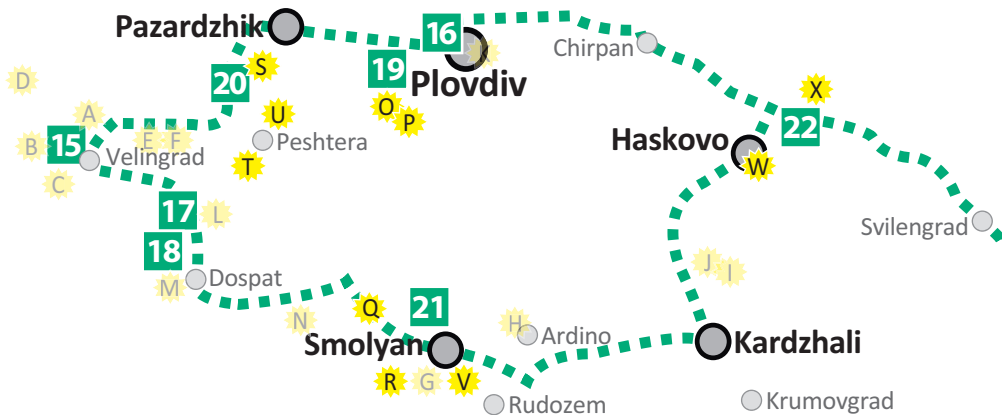 Pazardzhik
16
Chirpan
S
19
Plovdiv
K
D
20
O
P
X
A
U
22
B
15
E
F
Peshtera
Haskovo
Velingrad
T
W
C
17
L
Svilengrad
18
J
I
M
Dospat
N
Q
21
H
Ardino
Smolyan
Kardzhali
R
G
V
Rudozem
Krumovgrad